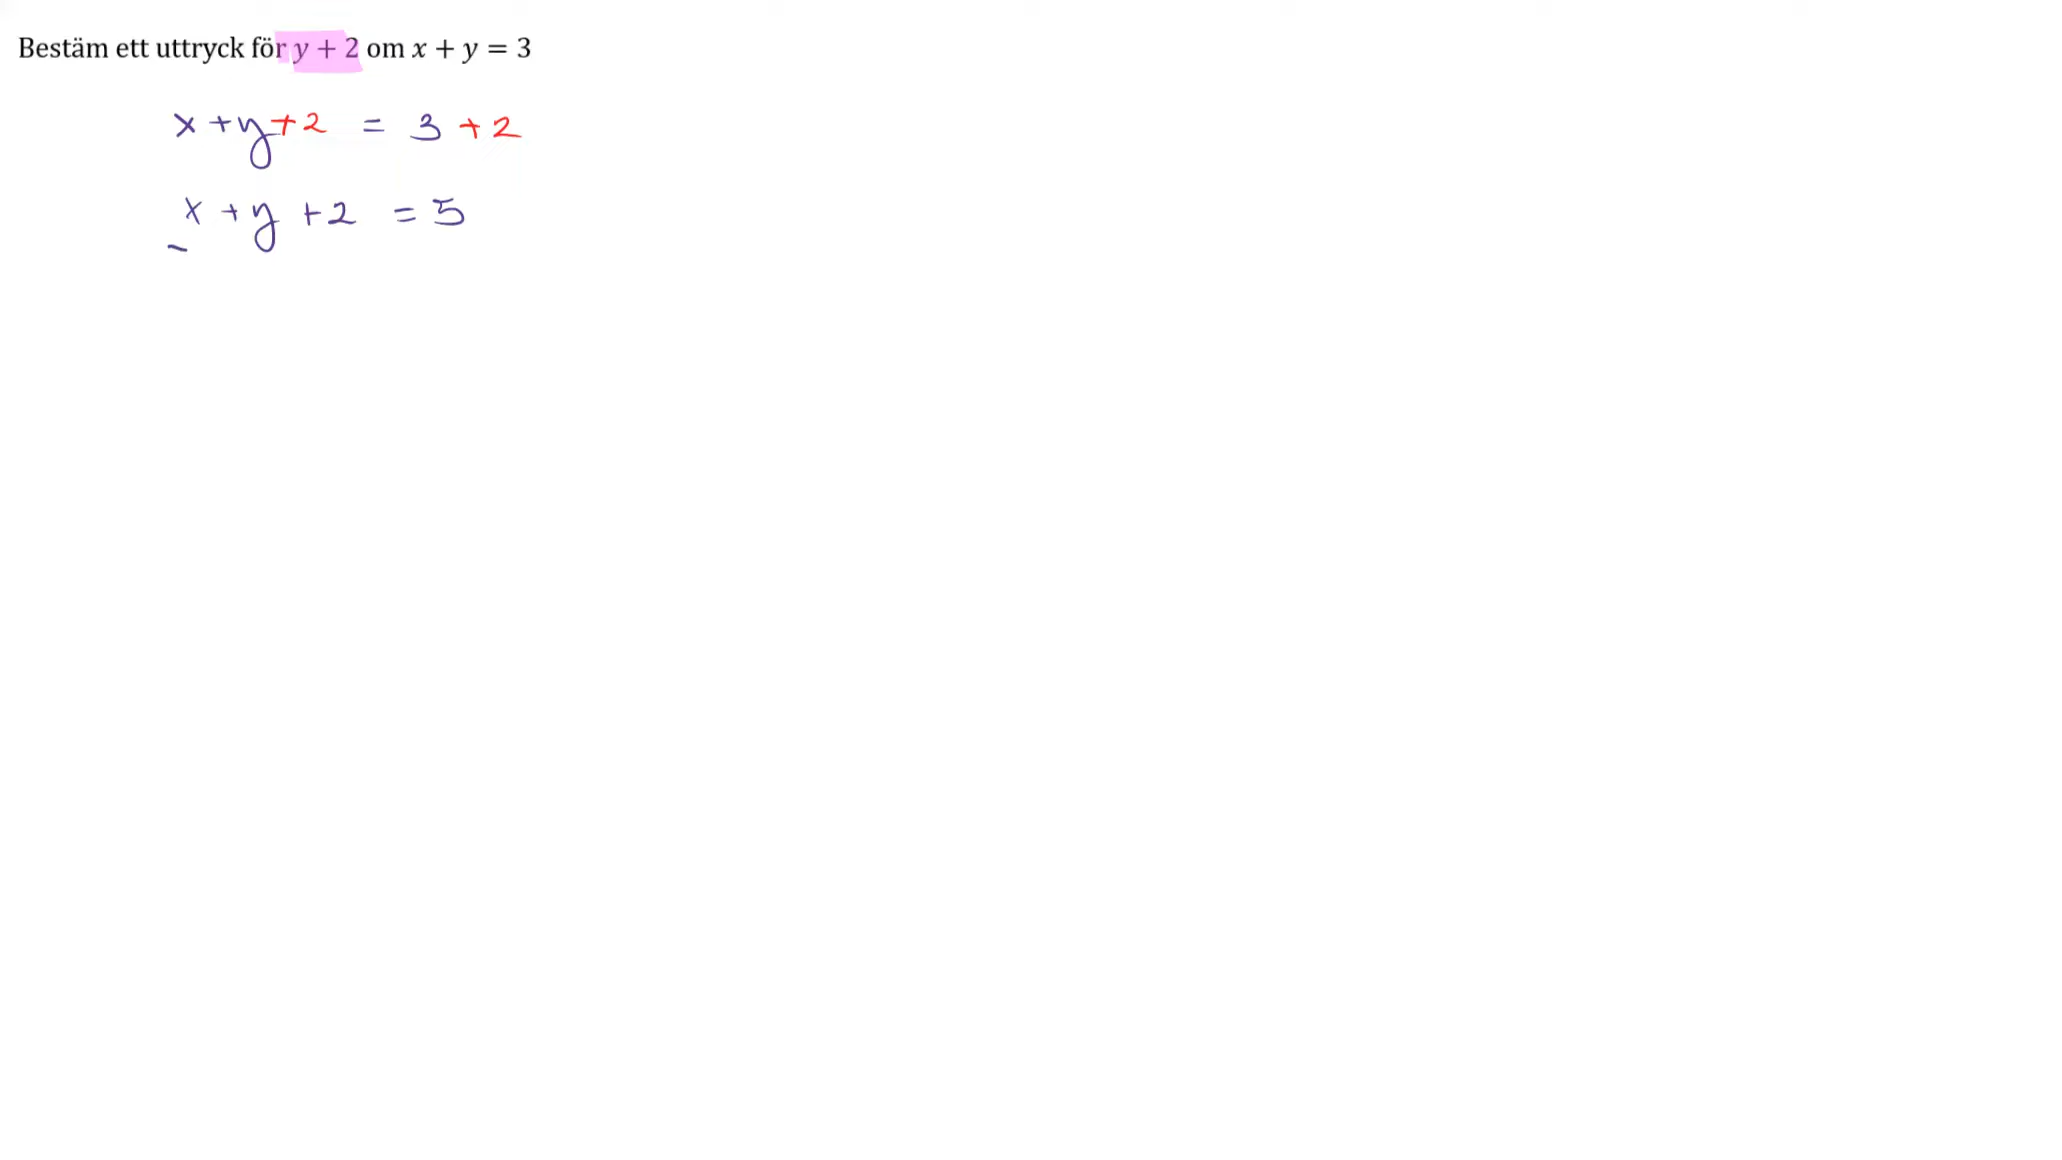 Bestäm ett uttryck för y + 2 om x + y = 3
x + y + 2 = 3 + 2
x + y + 2 = 5
-